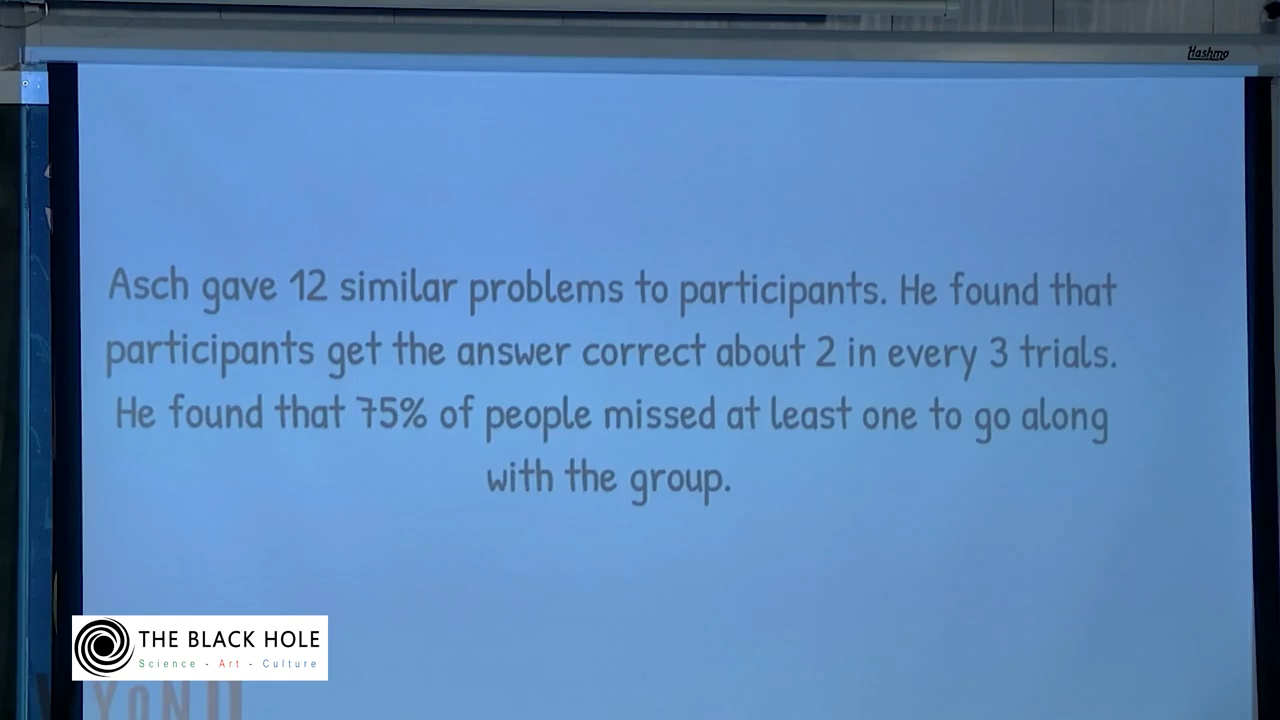 Hashmo
Asch gave 12 similar problems to participants. He found that
participants get the answer correct about 2 in every 3 trials.
He found that 75% of people missed at least one to go along
with the group.
THE BLACK HOLE
Science - Art - Culture